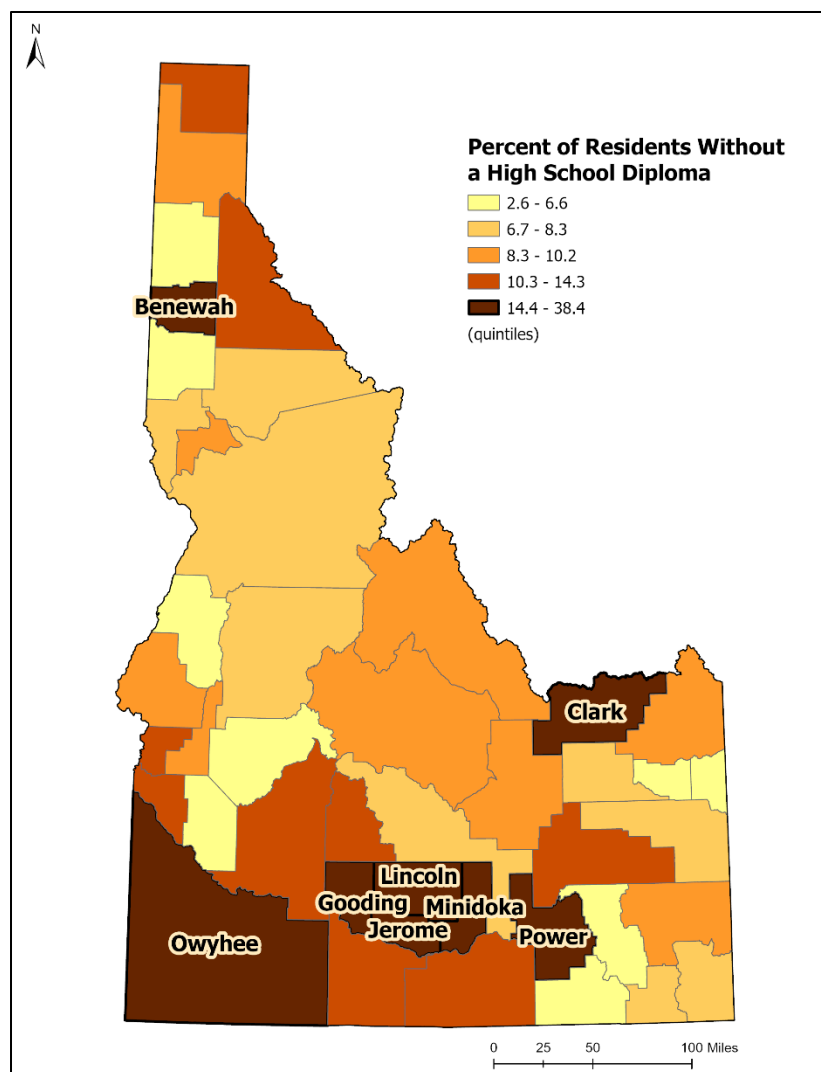 N
Percent of Residents Without
a High School Diploma
2.6 - 6.6
6.7 - 8.3
8.3 - 10.2
10.3 - 14.3
14.4 - 38.4
(quintiles)
Benewah
Clark
Lincoln
Gooding
Minidoka
Jerome
Power
Owyhee
0 25 50 100 Miles